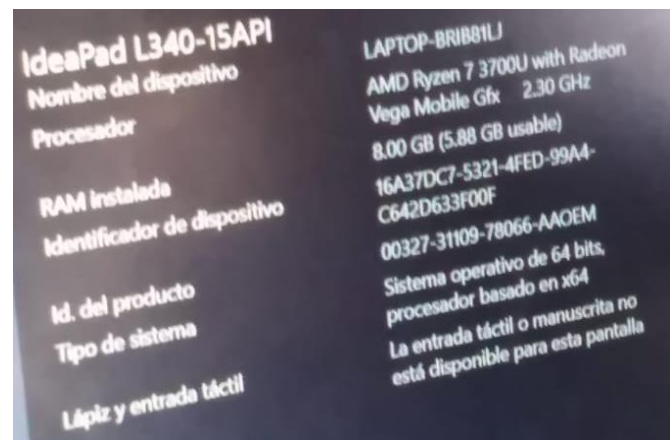 IdeaPad L340-15API
Nombre del dispositivo LAPTOP-BRIB81LJ
Procesador AMD Ryzen 7 3700U with Radeon
Vega Mobile Gfx 2.30 GHz
RAM instalada 8.00 GB (5.88 GB usable)
Identificador de dispositivo 16A37DC7-5321-4FED-99A4-
C642D633F00F
Id. del producto 00327-31109-78066-AAOEM
Tipo de sistema Sistema operativo de 64 bits,
procesador basado en x64
Lápiz y entrada táctil La entrada táctil o manuscrita no
está disponible para esta pantalla